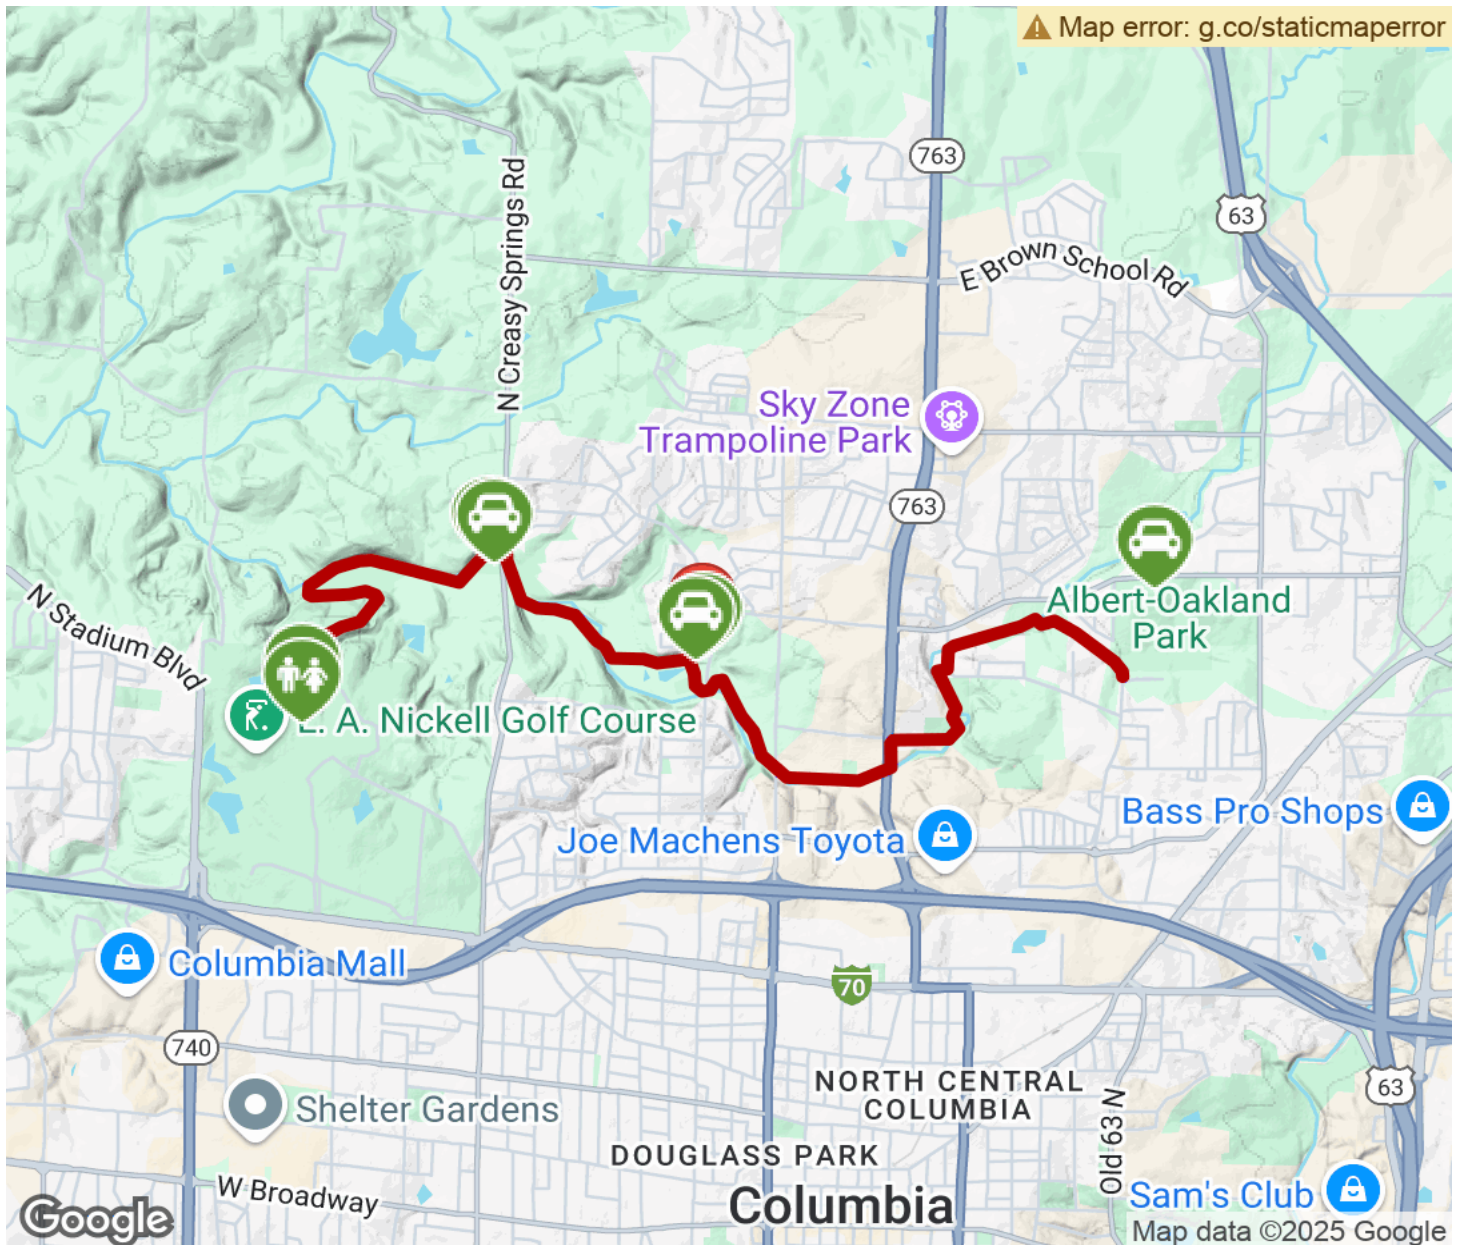 Map error: g.co/staticmaperror
763
63
N Creasy Springs Rd
E Brown School Rd
Sky Zone
Trampoline Park
763
N Stadium Blvd
Albert-Oakland
Park
L. A. Nickell Golf Course
Bass Pro Shops
Joe Machens Toyota
Columbia Mall
70
740
63
NORTH CENTRAL
COLUMBIA
Shelter Gardens
Old 63 N
DOUGLASS PARK
W Broadway
Columbia
Sam's Club
Google
Map data ©2025 Google